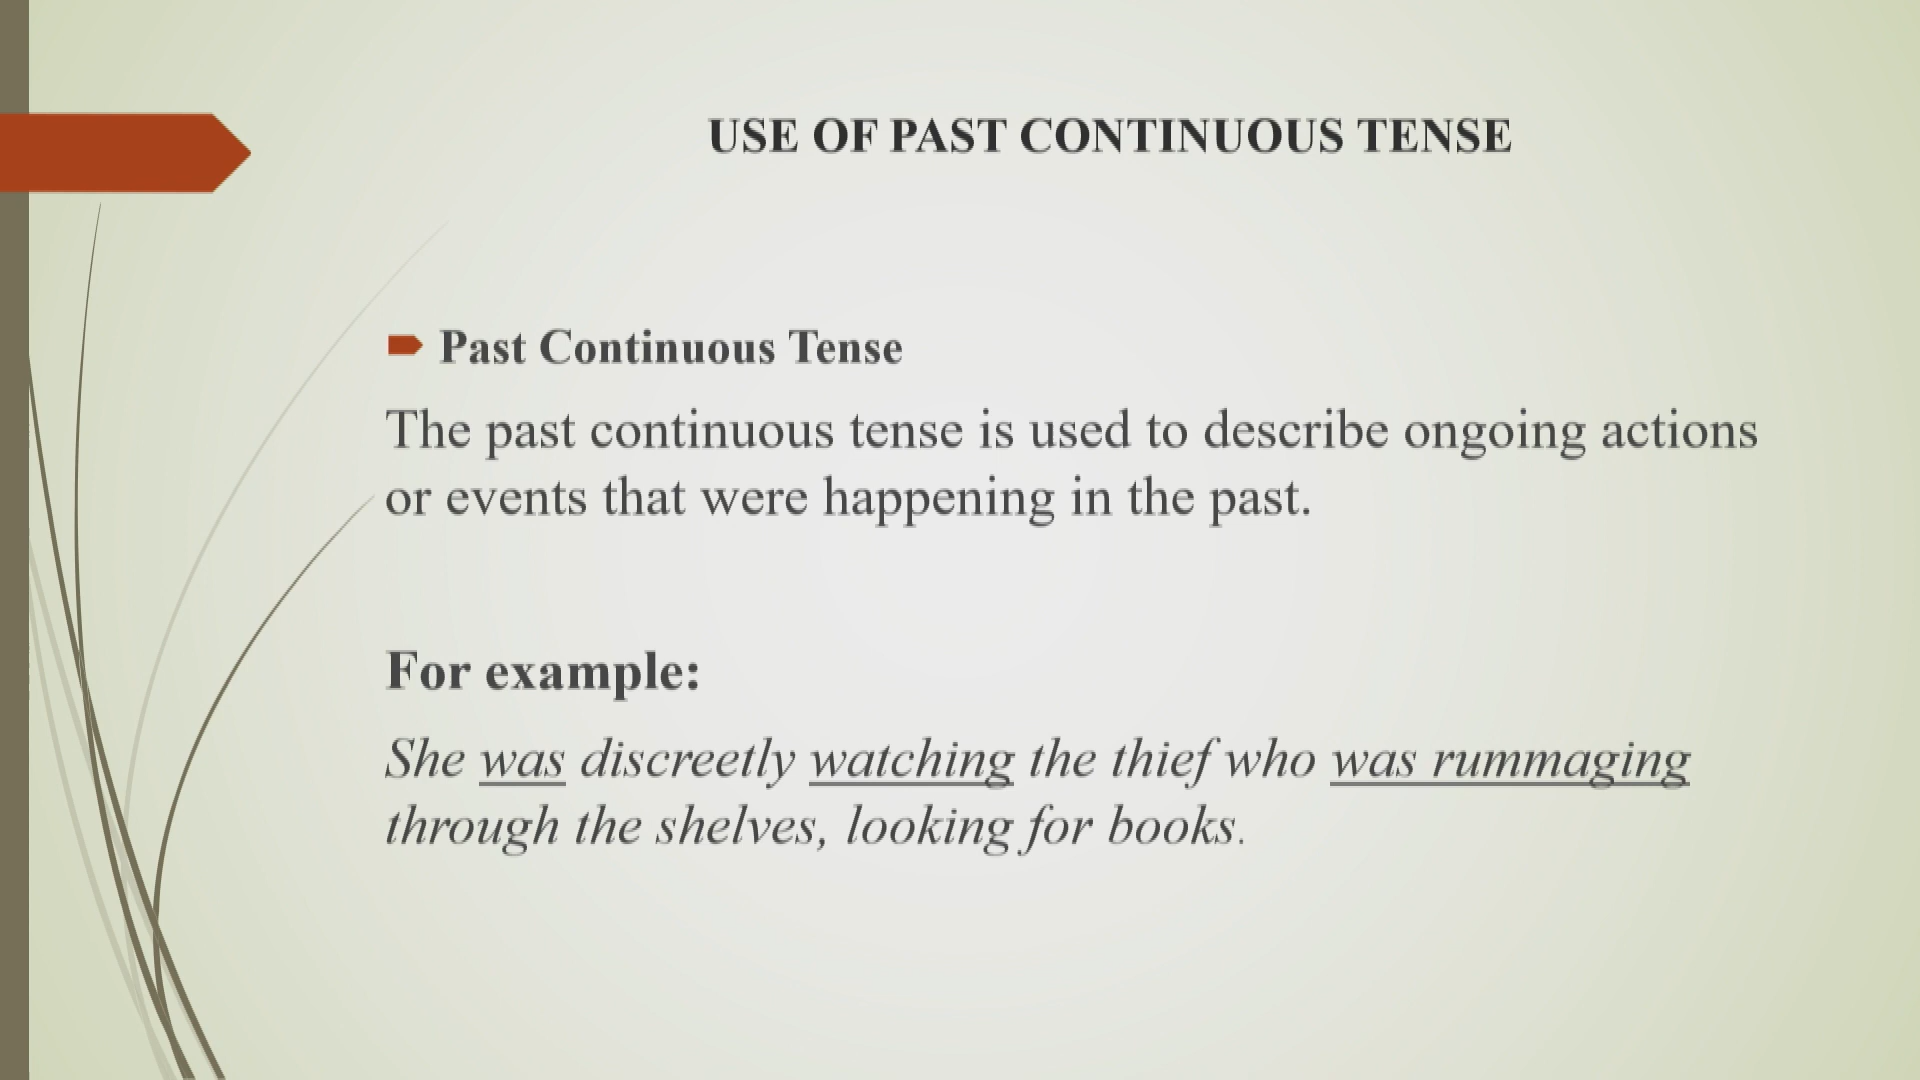 USE OF PAST CONTINUOUS TENSE
Past Continuous Tense
The past continuous tense is used to describe ongoing actions
or events that were happening in the past.
For example:
She was discreetly watching the thief who was rummaging
through the shelves, looking for books.